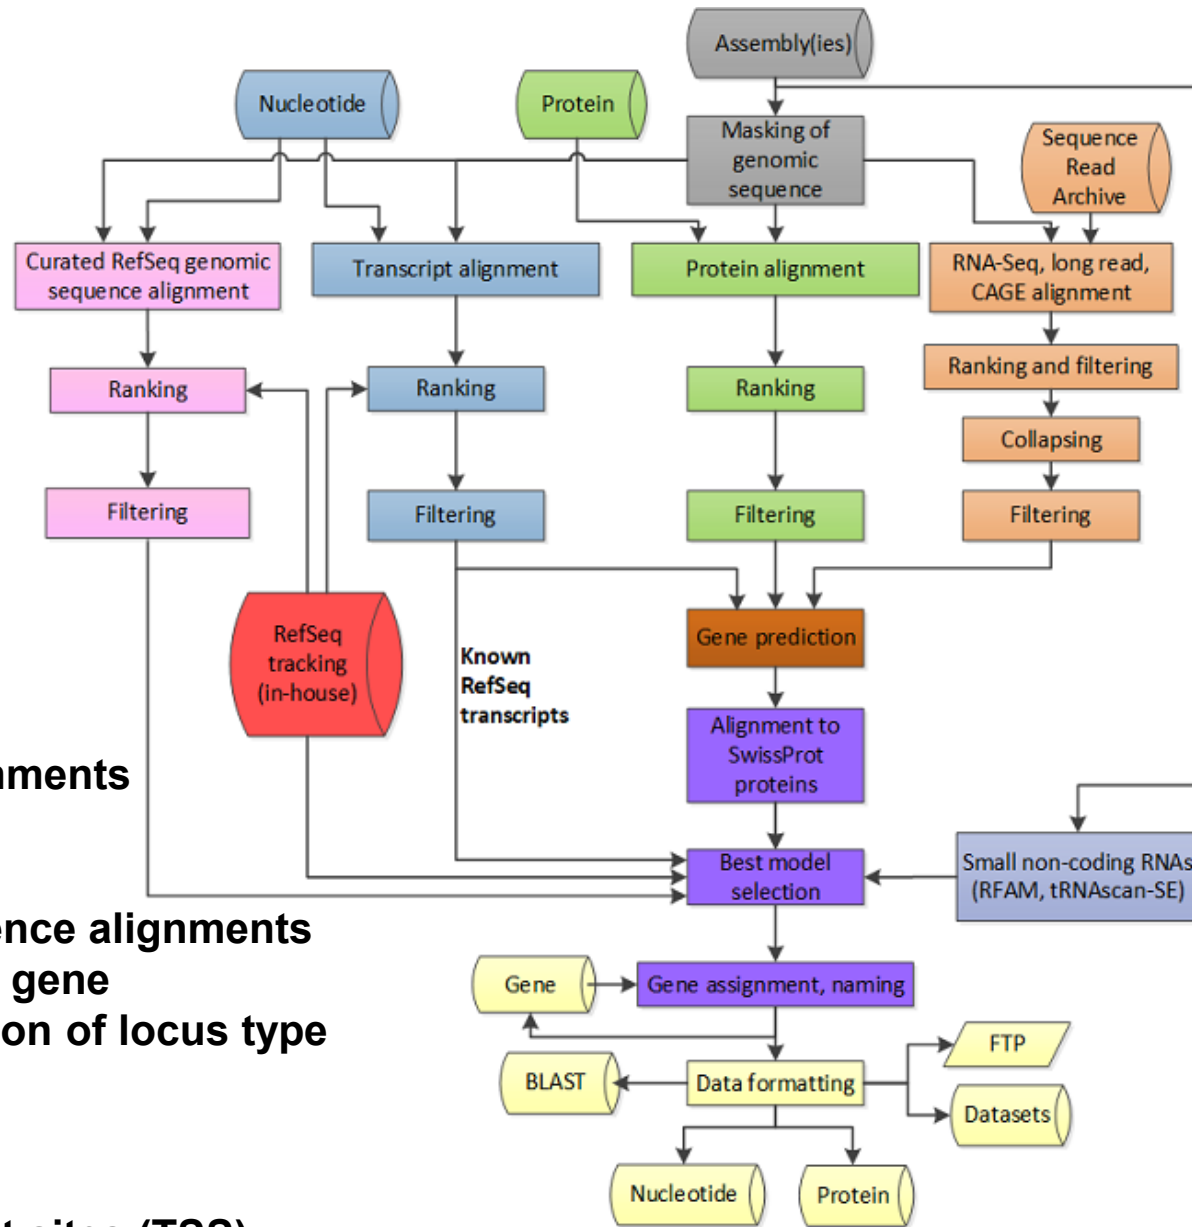 Assembly(ies)
Nucleotide
Protein
Masking of
genomic
sequence
Sequence
Read
Archive
Curated RefSeq genomic
sequence alignment
Transcript alignment
Protein alignment
RNA-Seq, long read,
CAGE alignment
Ranking
Ranking
Ranking
Ranking and filtering
Collapsing
Filtering
Filtering
Filtering
Filtering
RefSeq
tracking
(in-house)
Known
RefSeq
transcripts
Gene prediction
Alignment to
SwissProt
proteins
nments
Best model
selection
Small non-coding RNAs
(RFAM, tRNAscan-SE)
ence alignments
gene
on of locus type
Gene
Gene assignment, naming
FTP
BLAST
Data formatting
Datasets
Nucleotide
Protein
t sites (TSS)